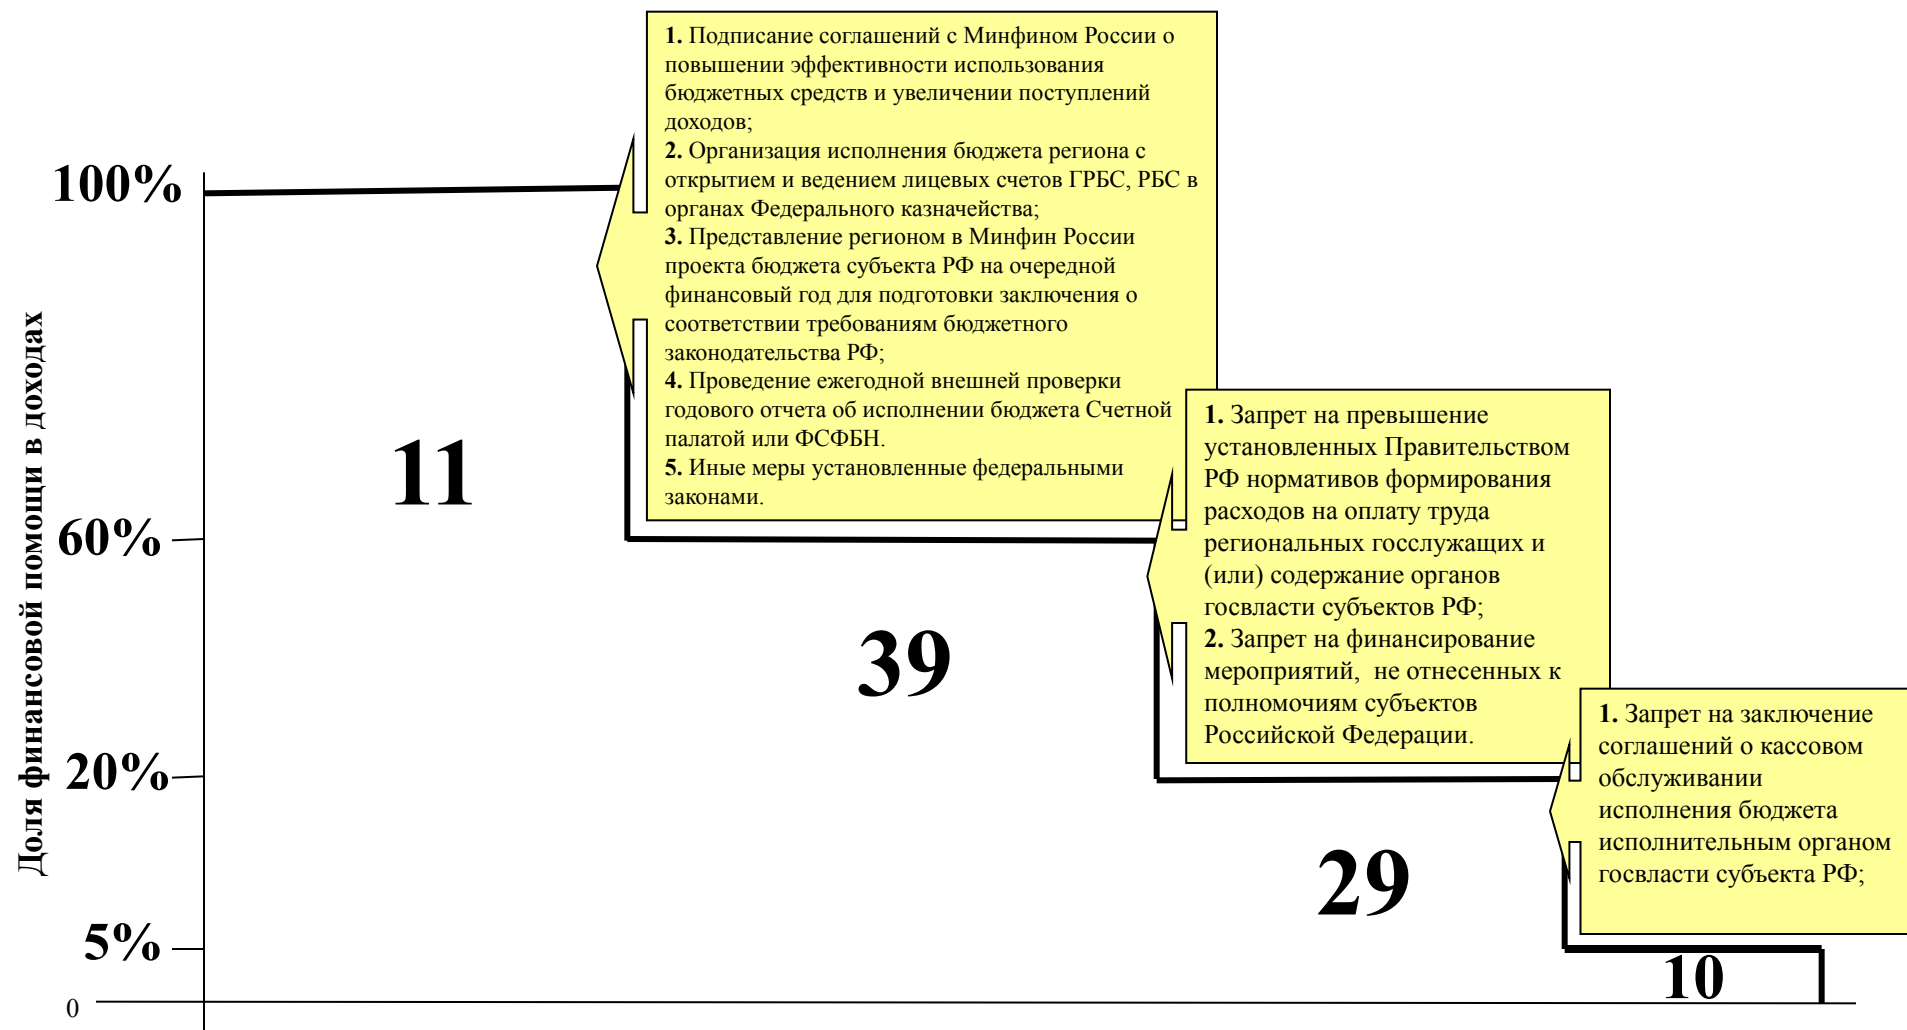 1. Подписание соглашений с Минфином России о
повышении эффективности использования
бюджетных средств и увеличении поступлений
доходов;
2. Организация исполнения бюджета региона с
открытием и ведением лицевых счетов ГРБС, РБС в
органах Федерального казначейства;
3. Представление регионом в Минфин России
проекта бюджета субъекта РФ на очередной
финансовый год для подготовки заключения о
соответствии требованиям бюджетного
законодательства РФ;
4. Проведение ежегодной внешней проверки
годового отчета об исполнении бюджета Счетной
палатой или ФСФБН.
5. Иные меры установленные федеральными
законами.
100%
60%
20%
5%
0
Доля финансовой помощи в доходах
11
39
29
10
1. Запрет на превышение
установленных Правительством
РФ нормативов формирования
расходов на оплату труда
региональных госслужащих и
(или) содержание органов
госвласти субъектов РФ;
2. Запрет на финансирование
мероприятий, не отнесенных к
полномочиям субъектов
Российской Федерации.
1. Запрет на заключение
соглашений о кассовом
обслуживании
исполнения бюджета
исполнительным органом
госвласти субъекта РФ;